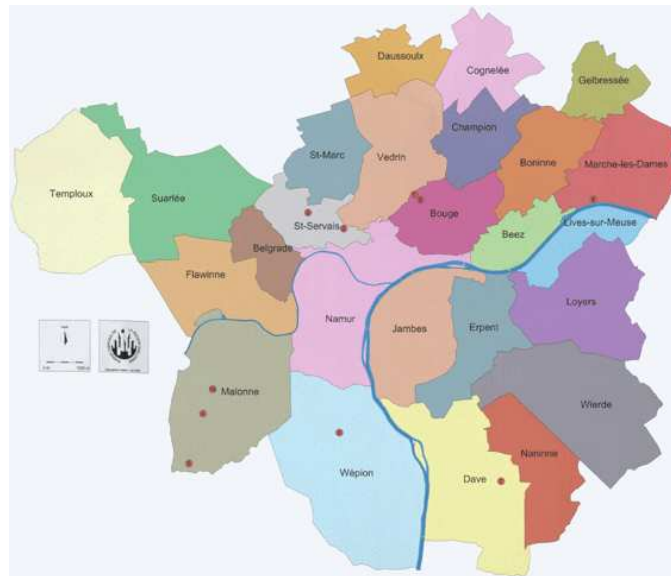 Daussoulx
Cognelée
Gelbressée
Champion
St-Marc
Vedrin
Boninne
Marche-les-Dames
Temploux
Suarlée
Bouge
St-Servais
Lives-sur-Meuse
Beez
Belgrade
Flawinne
Loyers
Namur
Jambes
Erpent
Malonne
Wierde
Naninne
Wépion
Dave